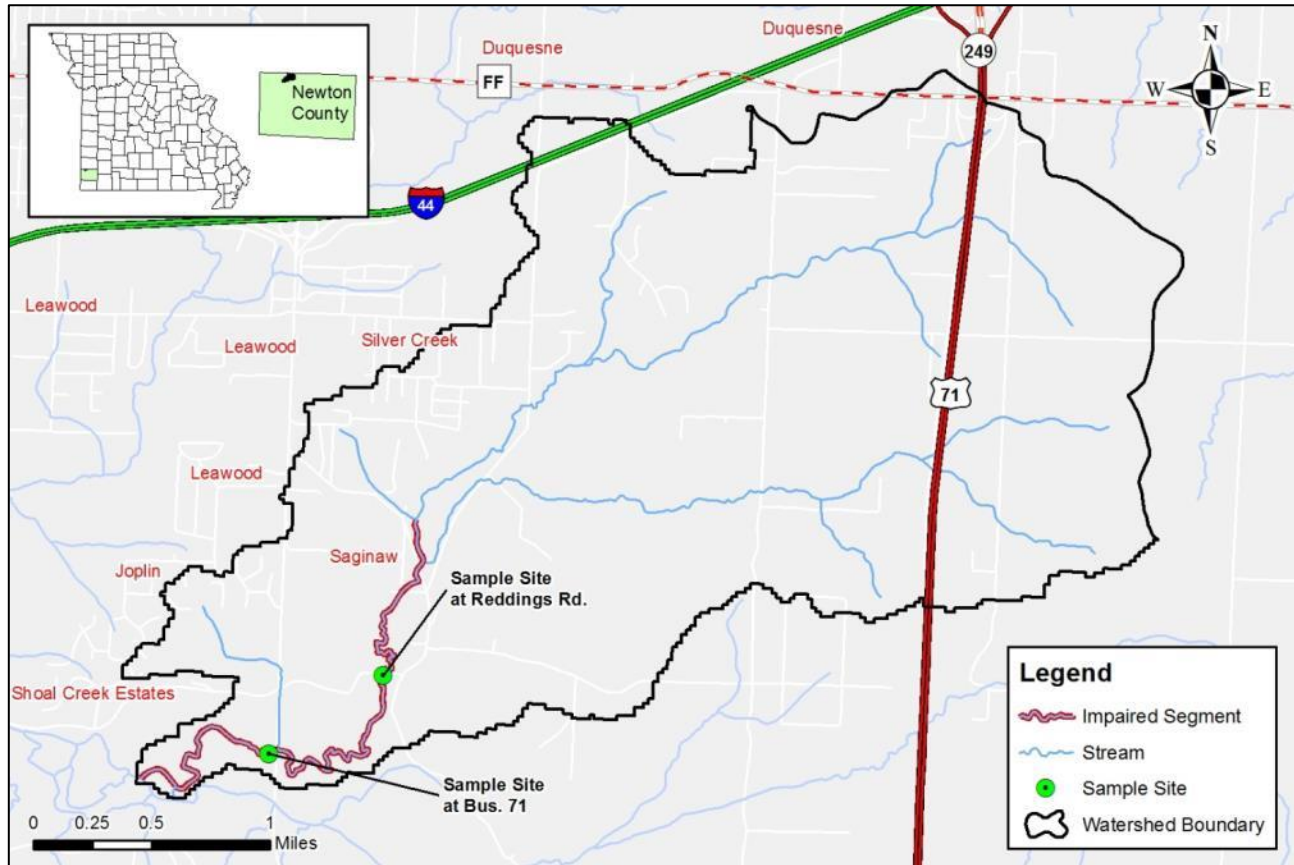 Newton
County
Duquesne
Duquesne
FF
249
N
W
E
S
44
Leawood
Leawood
Silver Creek
71
Leawood
Joplin
Saginaw
Sample Site
at Reddings Rd.
Shoal Creek Estates
Sample Site
at Bus. 71
0 0.25 0.5 1
Miles
Legend
Impaired Segment
Stream
Sample Site
Watershed Boundary